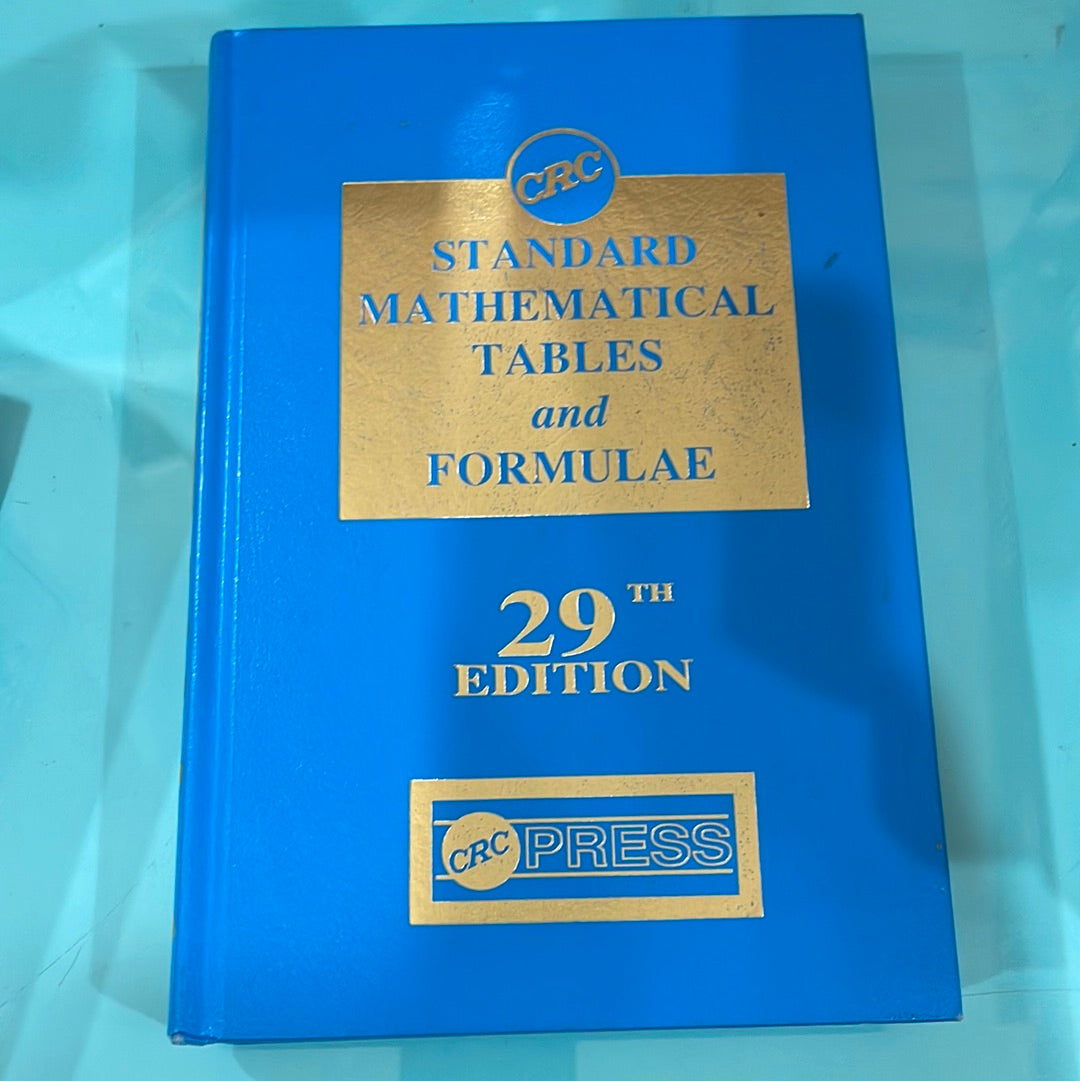 CRC
STANDARD
MATHEMATICAL
TABLES
and
FORMULAE
29TH
EDITION
CRC PRESS